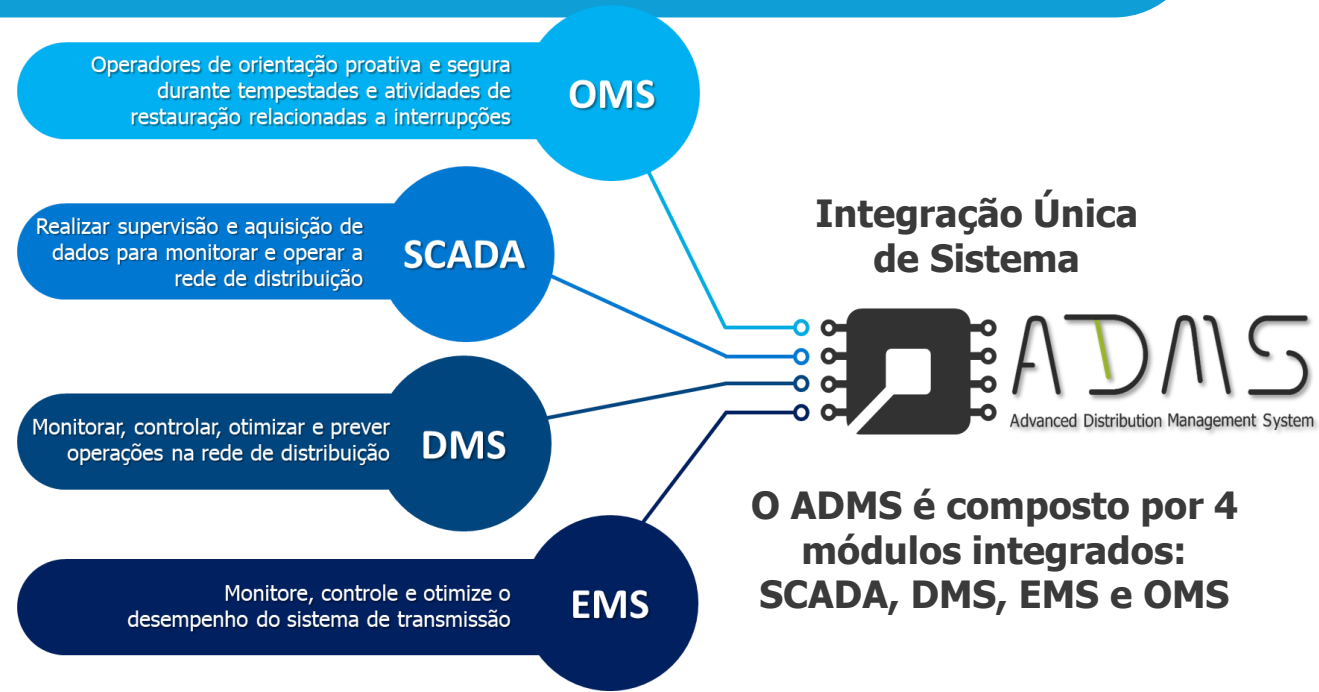 Operadores de orientação proativa e segura
durante tempestades e atividades de
restauração relacionadas a interrupções
OMS
Realizar supervisão e aquisição de
dados para monitorar e operar a
rede de distribuição
SCADA
Monitorar, controlar, otimizar e prever
operações na rede de distribuição
DMS
Monitore, controle e otimize o
desempenho do sistema de transmissão
EMS
Integração Única
de Sistema
ADMS
Advanced Distribution Management System
O ADMS é composto por 4
módulos integrados:
SCADA, DMS, EMS e OMS